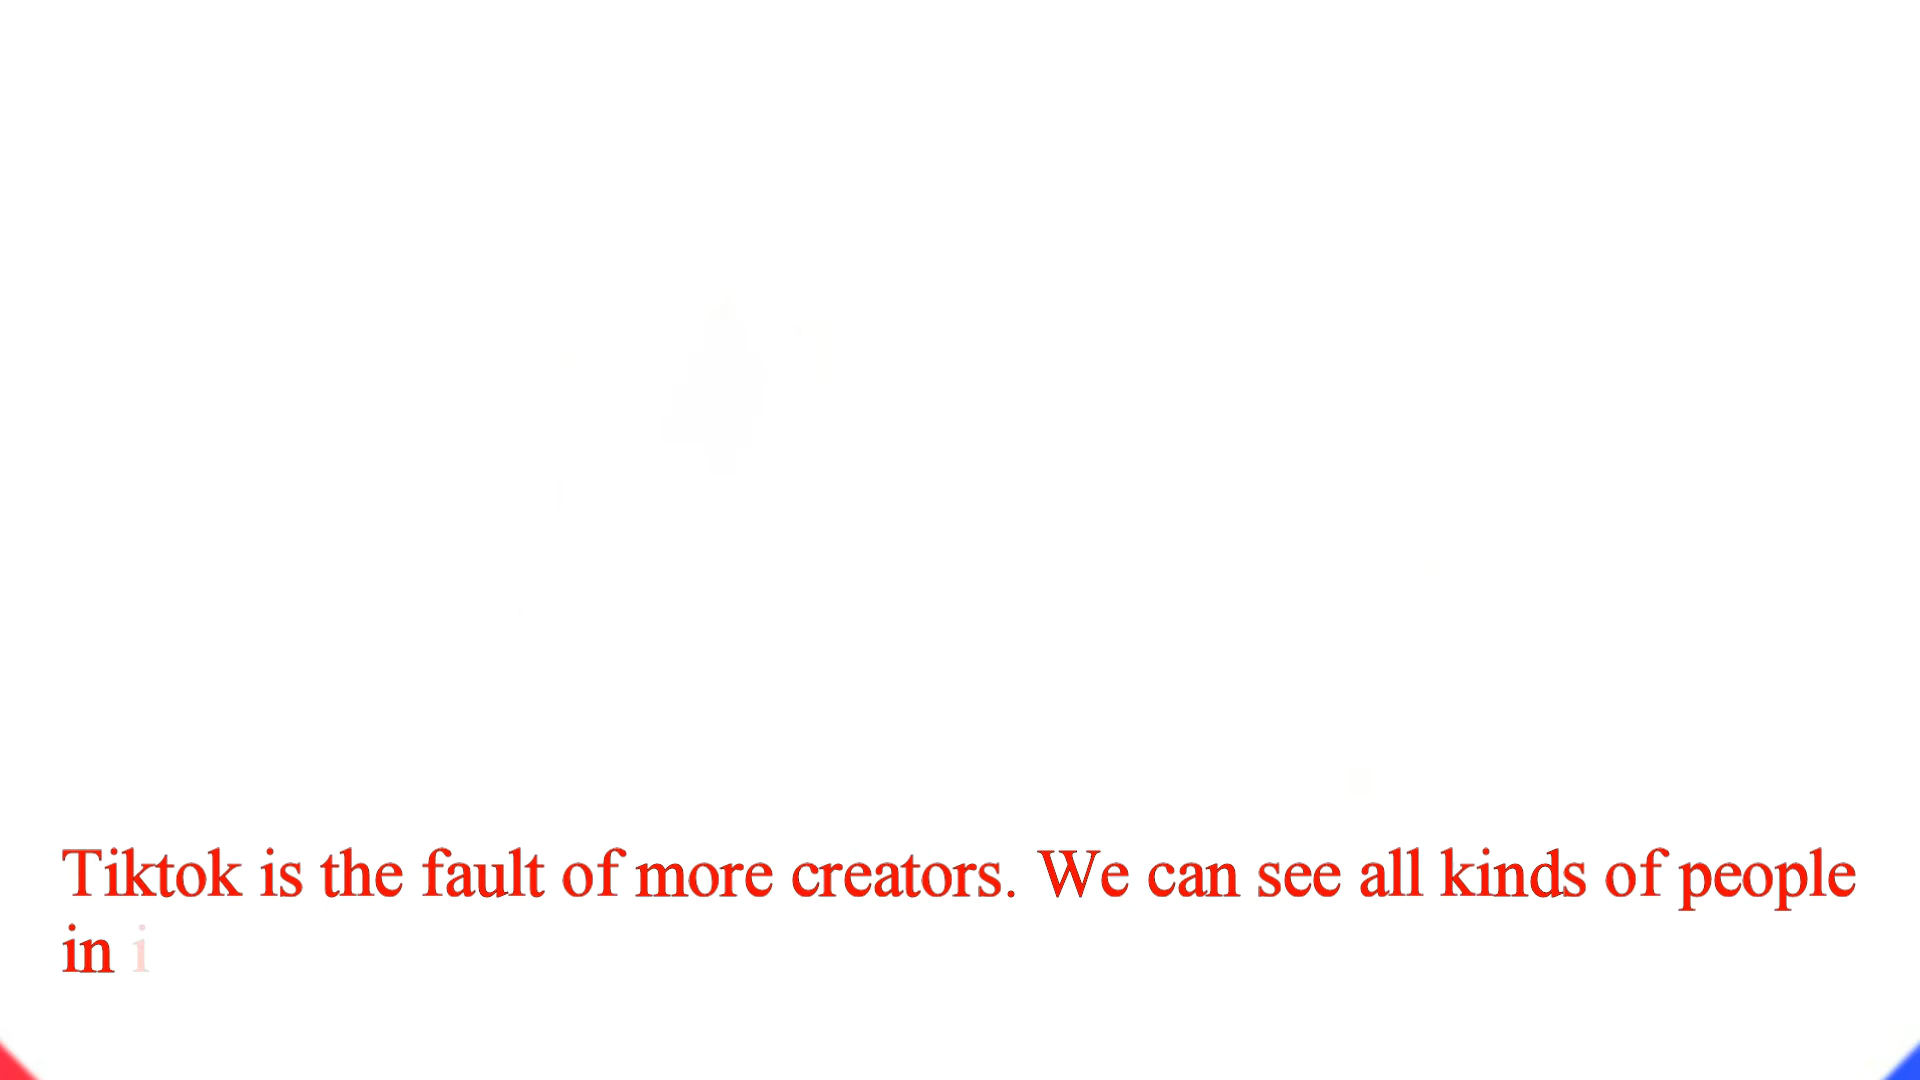 Tiktok is the fault of more creators. We can see all kinds of people
in i